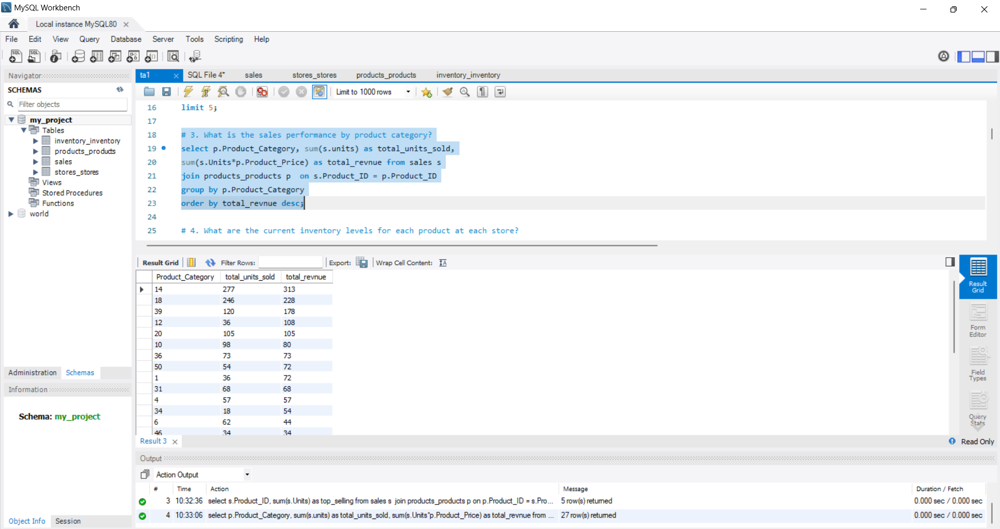 MySQL Workbench
Local instance MySQL80
File Edit View Query Database Server Tools Scripting Help
Navigator
SCHEMAS
Filter objects
my_project
Tables
inventory_inventory
products_products
sales
stores_stores
Views
Stored Procedures
Functions
world
Administration Schemas
Information
Schema: my_project
Object Info Session
ta1 SQL File 4* sales stores_stores products_products inventory_inventory
Limit to 1000 rows
16 limit 5;
17
18 # 3. What is the sales performance by product category?
19 select p.Product_Category, sum(s.units) as total_units_sold,
20 sum(s.Units*p.Product_Price) as total_revnue from sales s
21 join products_products p  on s.Product_ID = p.Product_ID
22 group by p.Product_Category
23 order by total_revnue desc;
24
25 # 4. What are the current inventory levels for each product at each store?
Result Grid Filter Rows: Export: Wrap Cell Content:
Product_Category total_units_sold total_revnue
14 277 313
18 246 228
39 120 178
12 36 108
20 105 105
10 98 80
36 73 73
50 54 72
1 36 72
31 68 68
4 57 57
34 18 54
6 62 44
46 34 34
Result
Grid
Form
Editor
Field
Types
Query
Stats
Result 3
Read Only
Output
Action Output
# Time Action Message Duration / Fetch
3 10:32:36 select s.Product_ID, sum(s.Units) as top_selling from sales s  join products_products p on p.Product_ID = s.Pro... 5 row(s) returned 0.000 sec / 0.000 sec
4 10:33:06 select p.Product_Category, sum(s.units) as total_units_sold, sum(s.Units*p.Product_Price) as total_revnue from ... 27 row(s) returned 0.000 sec / 0.000 sec